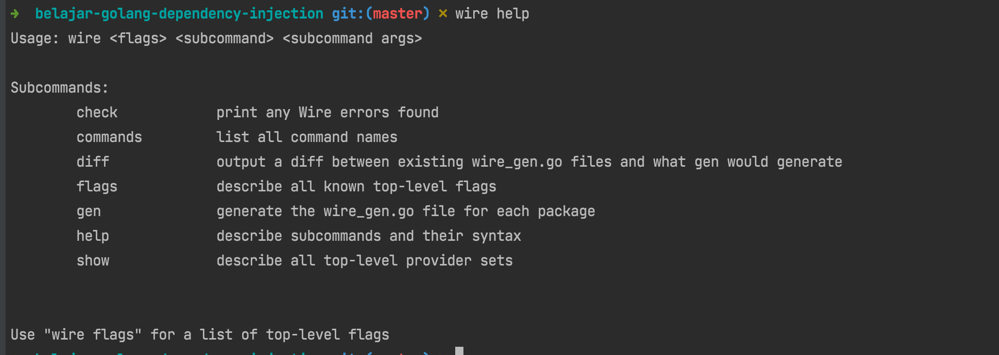 ➜  belajar-golang-dependency-injection git:(master) ✗ wire help
Usage: wire <flags> <subcommand> <subcommand args>
Subcommands:
check            print any Wire errors found
commands         list all command names
diff             output a diff between existing wire_gen.go files and what gen would generate
flags            describe all known top-level flags
gen              generate the wire_gen.go file for each package
help             describe subcommands and their syntax
show             describe all top-level provider sets
Use "wire flags" for a list of top-level flags